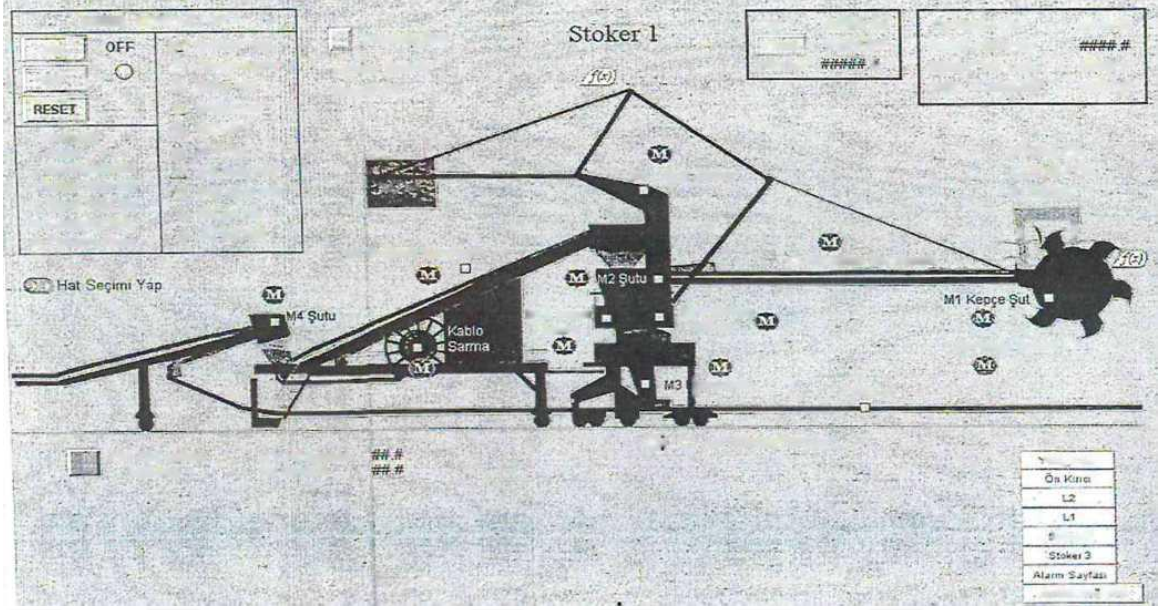 Stoker 1
OFF
RESET
#####.#
####.#
f(x)
M
M
M
M
f(x)
Hat Seçimi Yap
M
M2 Şutu
M1 Kepçe Şut
M4 Şutu
M
M
Kablo
Sarma
M
M
M
M
M3
##.#
##.#
Ön Kırıcı
L2
L1
Stoker 3
Alarm Sayfası